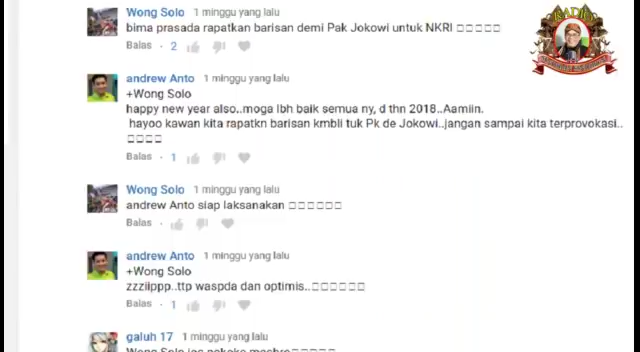 Wong Solo 1 minggu yang lalu
bima prasada rapatkan barisan demi Pak Jokowi untuk NKRI □□□□□
Balas · 2
andrew Anto 1 minggu yang lalu
+Wong Solo
happy new year also..moga lbh baik semua ny, d thn 2018..Aamiin.
hayoo kawan kita rapatkn barisan kmbli tuk Pk de Jokowi..jangan sampai kita terprovokasi..
□□□□
Balas · 1
Wong Solo 1 minggu yang lalu
andrew Anto siap laksanakan □□□□□□
Balas ·
andrew Anto 1 minggu yang lalu
+Wong Solo
zzziippp..ttp waspda dan optimis..□□□□□□
Balas · 1
galuh 17 1 minggu yang lalu
Wong Solo